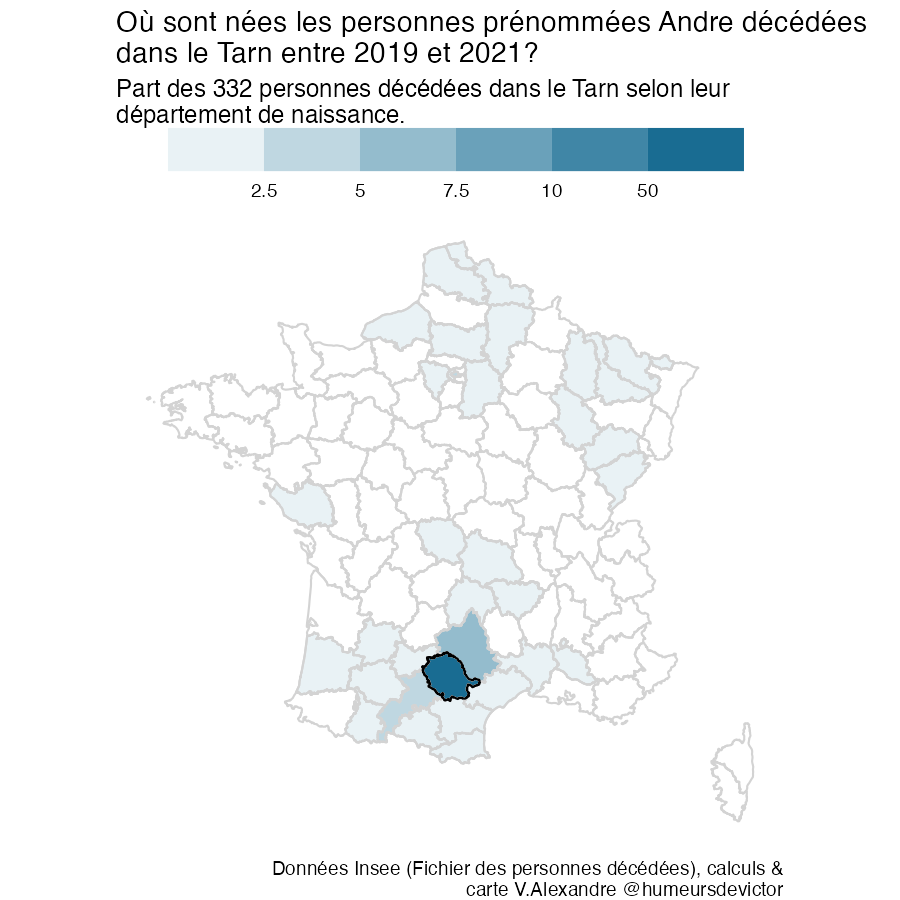 Où sont nées les personnes prénommées Andre décédées
dans le Tarn entre 2019 et 2021?
Part des 332 personnes décédées dans le Tarn selon leur
département de naissance.
2.5 5 7.5 10 50
Données Insee (Fichier des personnes décédées), calculs &
carte V.Alexandre @humeursdevictor